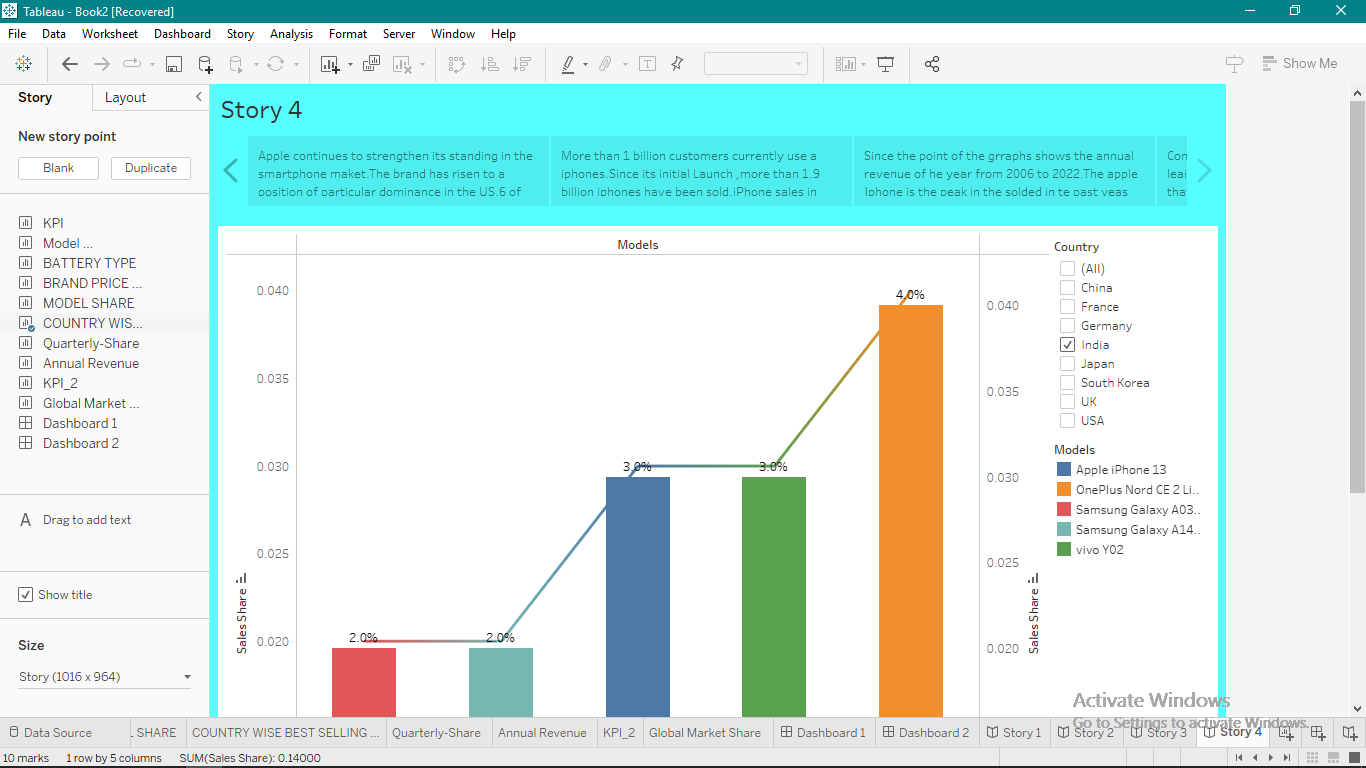 Tableau - Book2 [Recovered]
File Data Worksheet Dashboard Story Analysis Format Server Window Help
Show Me
Story Layout
New story point
Blank Duplicate
KPI
Model ...
BATTERY TYPE
BRAND PRICE ...
MODEL SHARE
COUNTRY WIS...
Quarterly-Share
Annual Revenue
KPI_2
Global Market ...
Dashboard 1
Dashboard 2
A Drag to add text
Show title
Size
Story (1016 x 964)
Story 4
Apple continues to strengthen its standing in the
smartphone maket.The brand has risen to a
position of particular dominance in the US.6 of
More than 1 billion customers currently use a
iphones.Since its initial Launch ,more than 1.9
billion iphones have been sold.iPhone sales in
Since the point of the grraphs shows the annual
revenue of he year from 2006 to 2022.The apple
Iphone is the peak in the solded in te past veas
Con
leai
tha
Models
0.040
0.035
0.030
0.025
0.020
Sales Share
2.0%
2.0%
3.0%
3.0%
4.0%
0.040
0.035
0.030
0.025
0.020
Sales Share
Country
(All)
China
France
Germany
India
Japan
South Korea
UK
USA
Models
Apple iPhone 13
OnePlus Nord CE 2 Li..
Samsung Galaxy A03..
Samsung Galaxy A14..
vivo Y02
Activate Windows
Go to Settings to activate Windows.
Data Source . SHARE COUNTRY WISE BEST SELLING ... Quarterly-Share Annual Revenue KPI_2 Global Market Share Dashboard 1 Dashboard 2 Story 1 Story 2 Story 3 Story 4
10 marks 1 row by 5 columns SUM(Sales Share): 0.14000